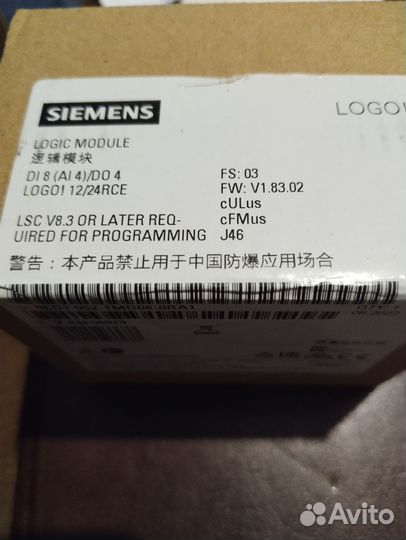 SIEMENS
LOGO!
LOGIC MODULE
逻辑模块
DI 8 (AI 4)/DO 4
LOGO! 12/24RCE
FS: 03
FW: V1.83.02
cULus
LSC V8.3 OR LATER REQ-
cFMus
UIRED FOR PROGRAMMING
J46
警告：本产品禁止用于中国防爆应用场合
08.2022
Avito